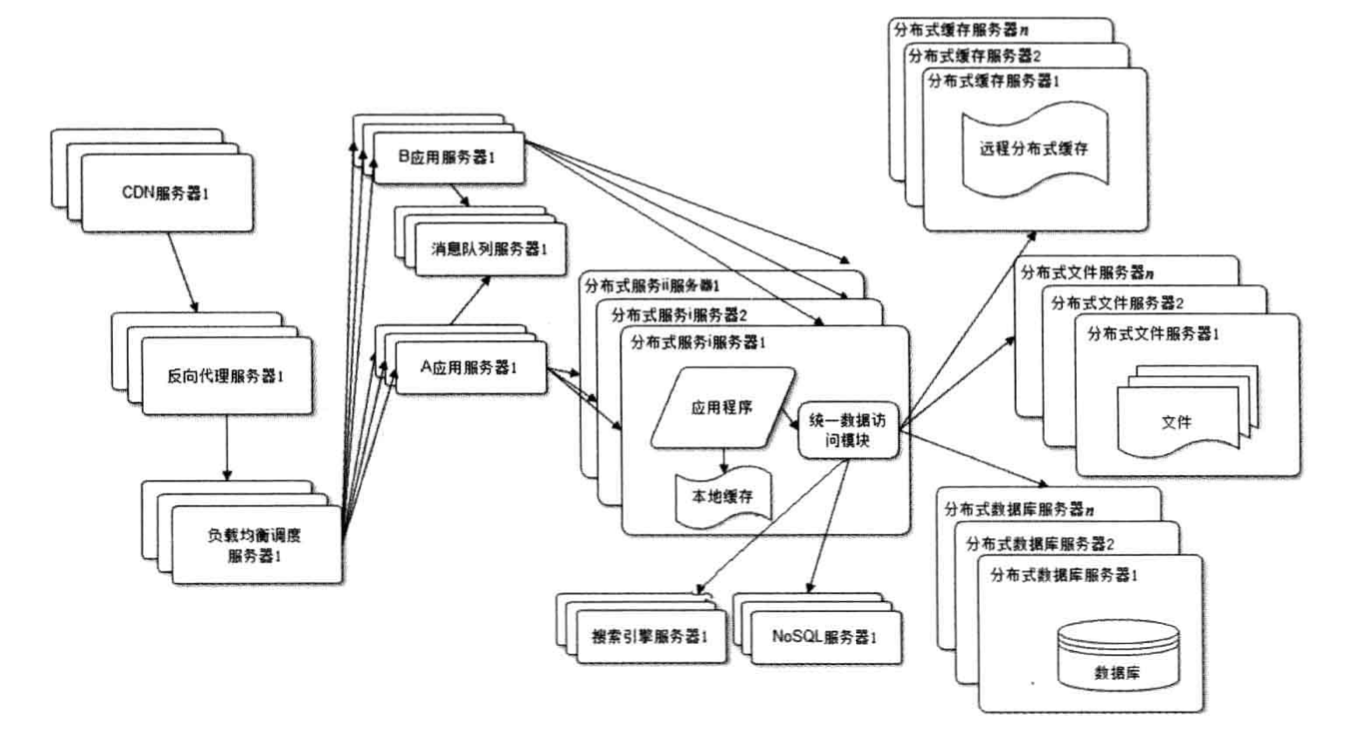 CDN服务器1
反向代理服务器1
负载均衡调度
服务器1
B应用服务器1
消息队列服务器1
A应用服务器1
分布式服务ii服务器1
分布式服务i服务器2
分布式服务i服务器1
应用程序
统一数据访
问模块
本地缓存
搜索引擎服务器1
NoSQL服务器1
分布式缓存服务器n
分布式缓存服务器2
分布式缓存服务器1
远程分布式缓存
分布式文件服务器n
分布式文件服务器2
分布式文件服务器1
文件
分布式数据库服务器n
分布式数据库服务器2
分布式数据库服务器1
数据库